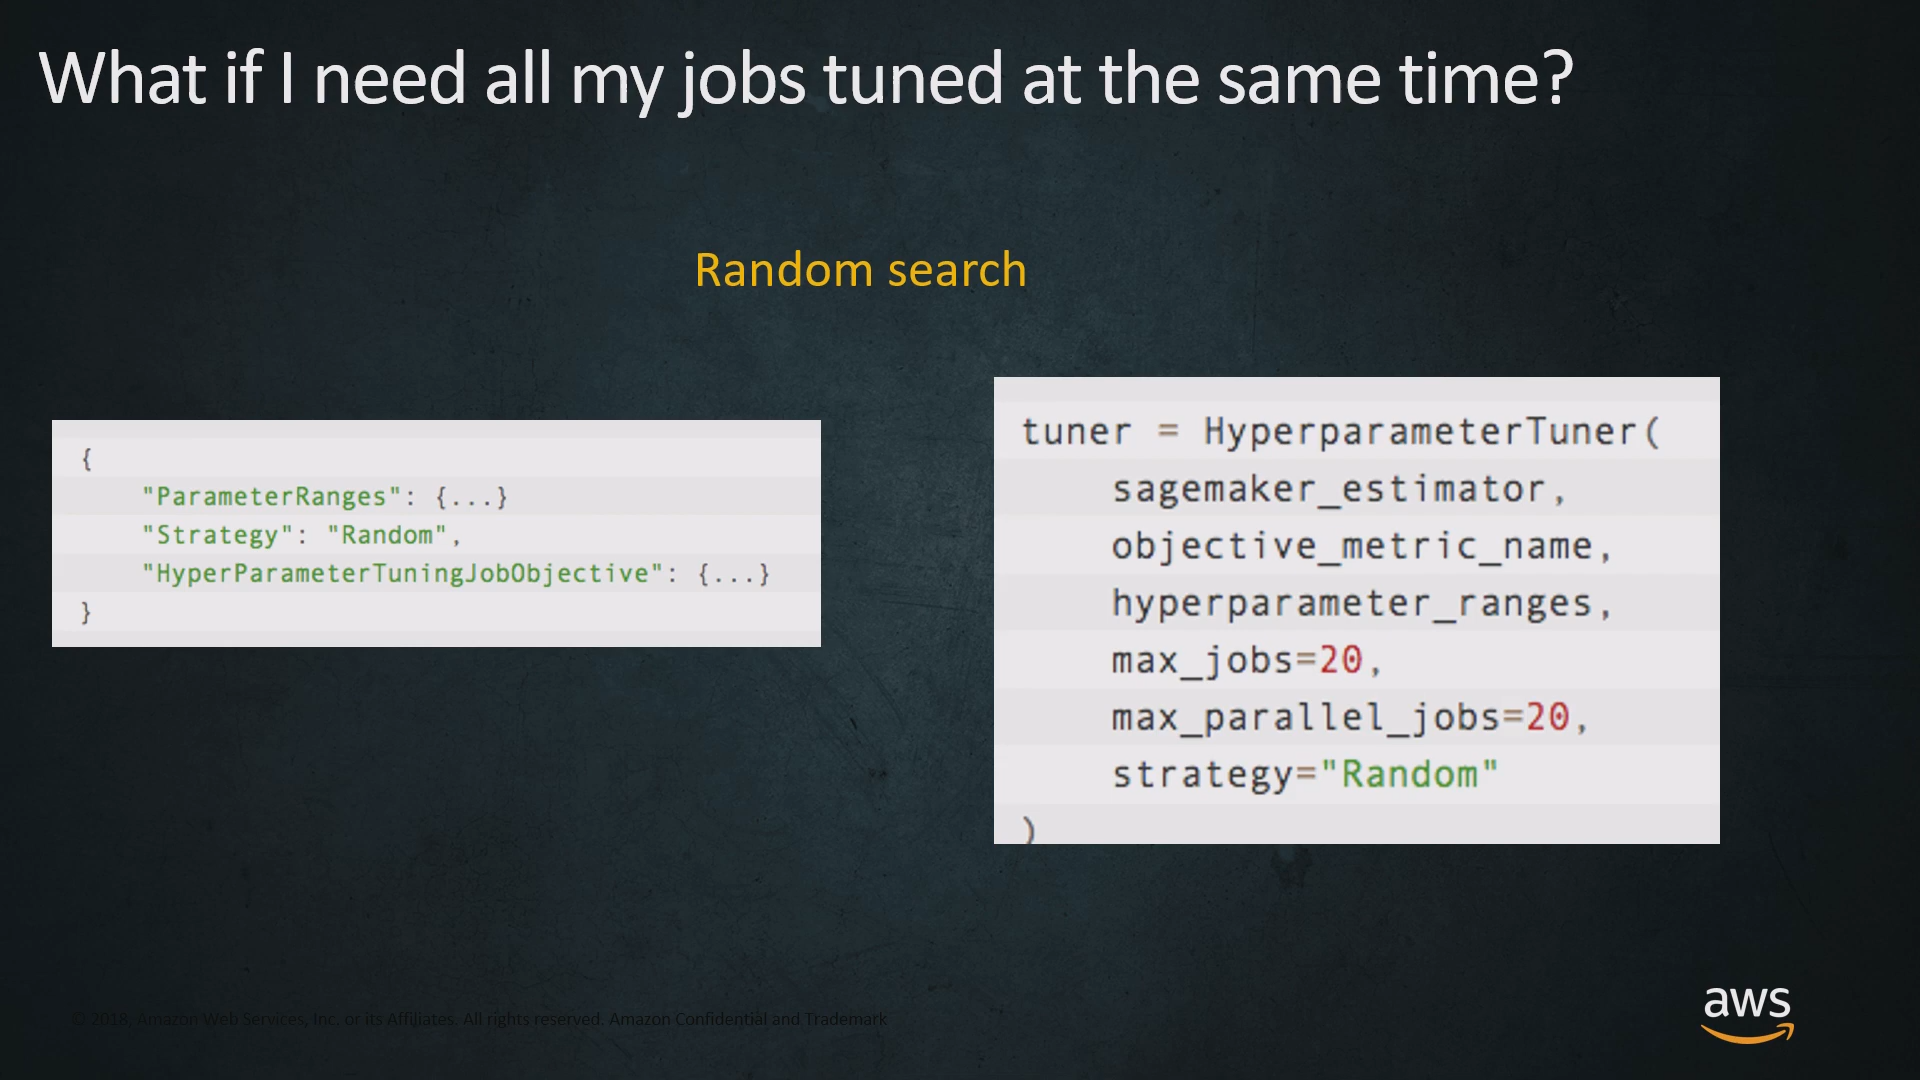 What if I need all my jobs tuned at the same time?
Random search
{
"ParameterRanges": {...}
"Strategy": "Random",
"HyperParameterTuningJobObjective": {...}
}
tuner = HyperparameterTuner(
sagemaker_estimator,
objective_metric_name,
hyperparameter_ranges,
max_jobs=20,
max_parallel_jobs=20,
strategy="Random"
)
© 2018, Amazon Web Services, Inc. or its Affiliates. All rights reserved. Amazon Confidential and Trademark
aws